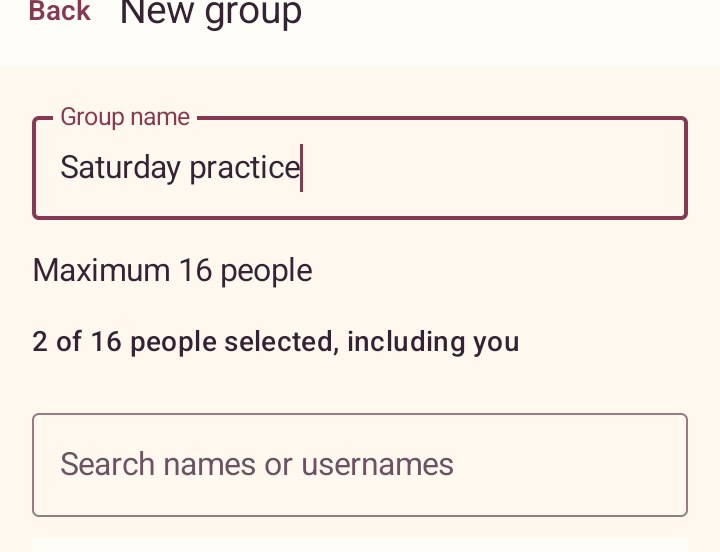 Back New group
Group name
Saturday practice
Maximum 16 people
2 of 16 people selected, including you
Search names or usernames